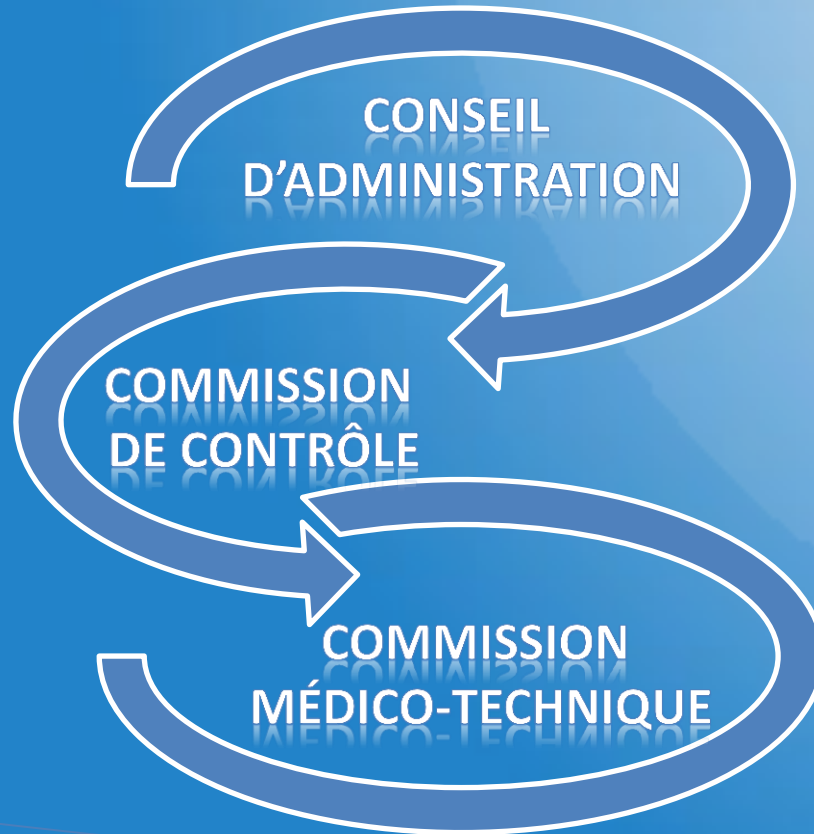 CONSEIL
D’ADMINISTRATION
COMMISSION
DE CONTRÔLE
COMMISSION
MÉDICO-TECHNIQUE